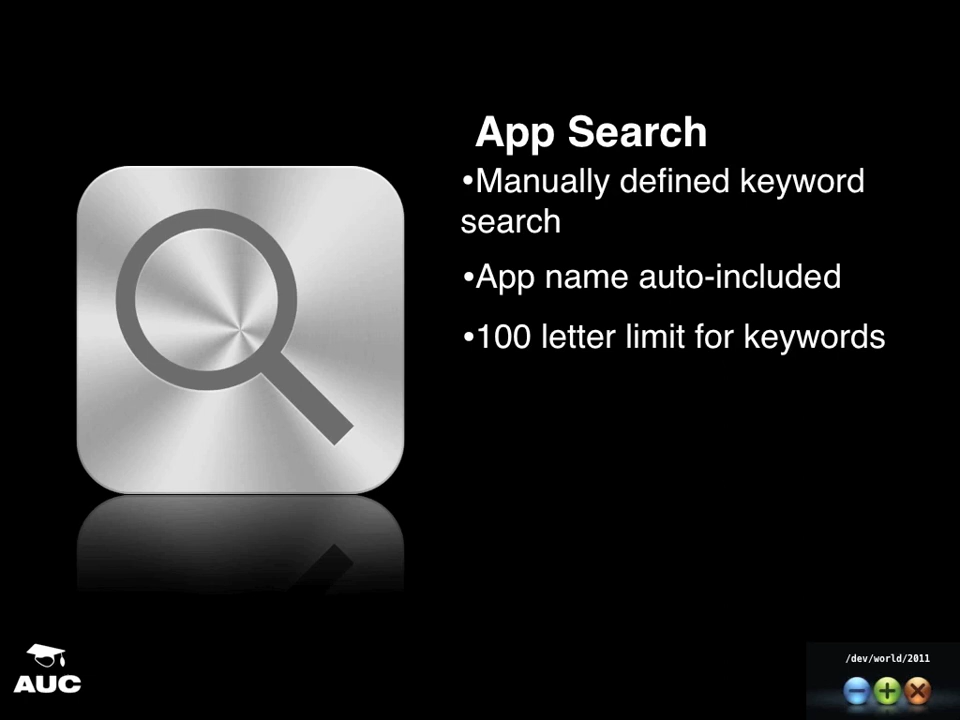 App Search
•Manually defined keyword
search
•App name auto-included
•100 letter limit for keywords
AUC
/dev/world/2011